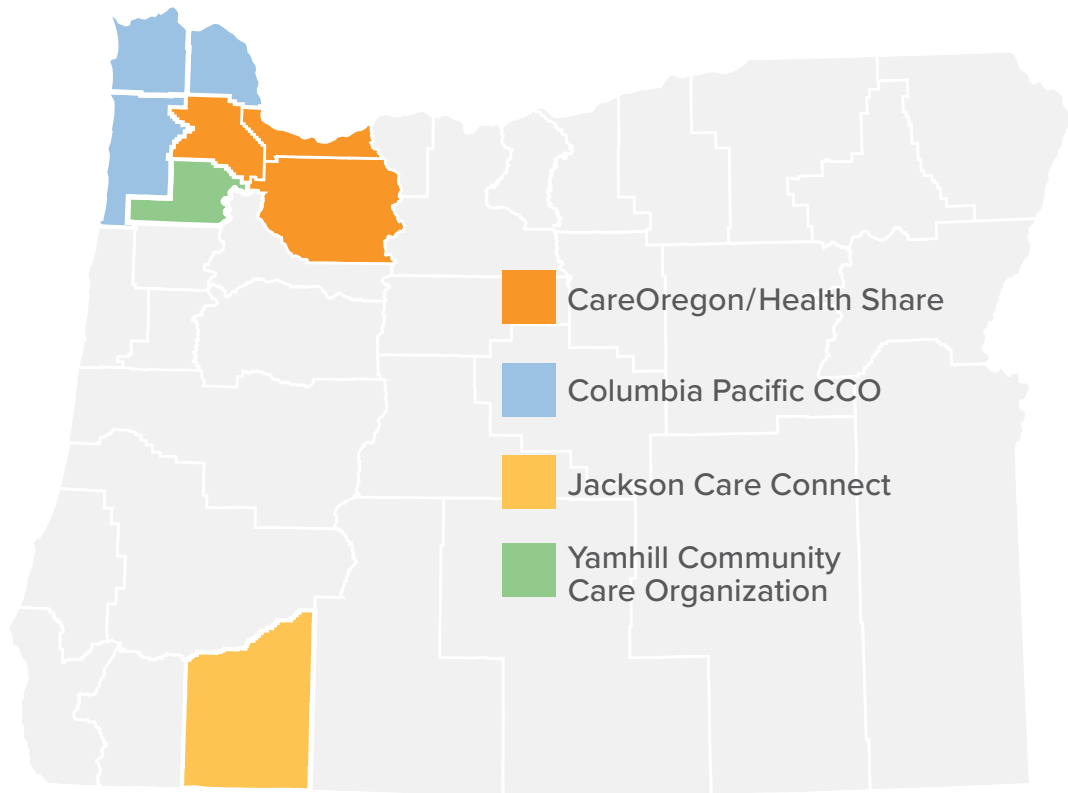 CareOregon/Health Share
Columbia Pacific CCO
Jackson Care Connect
Yamhill Community
Care Organization